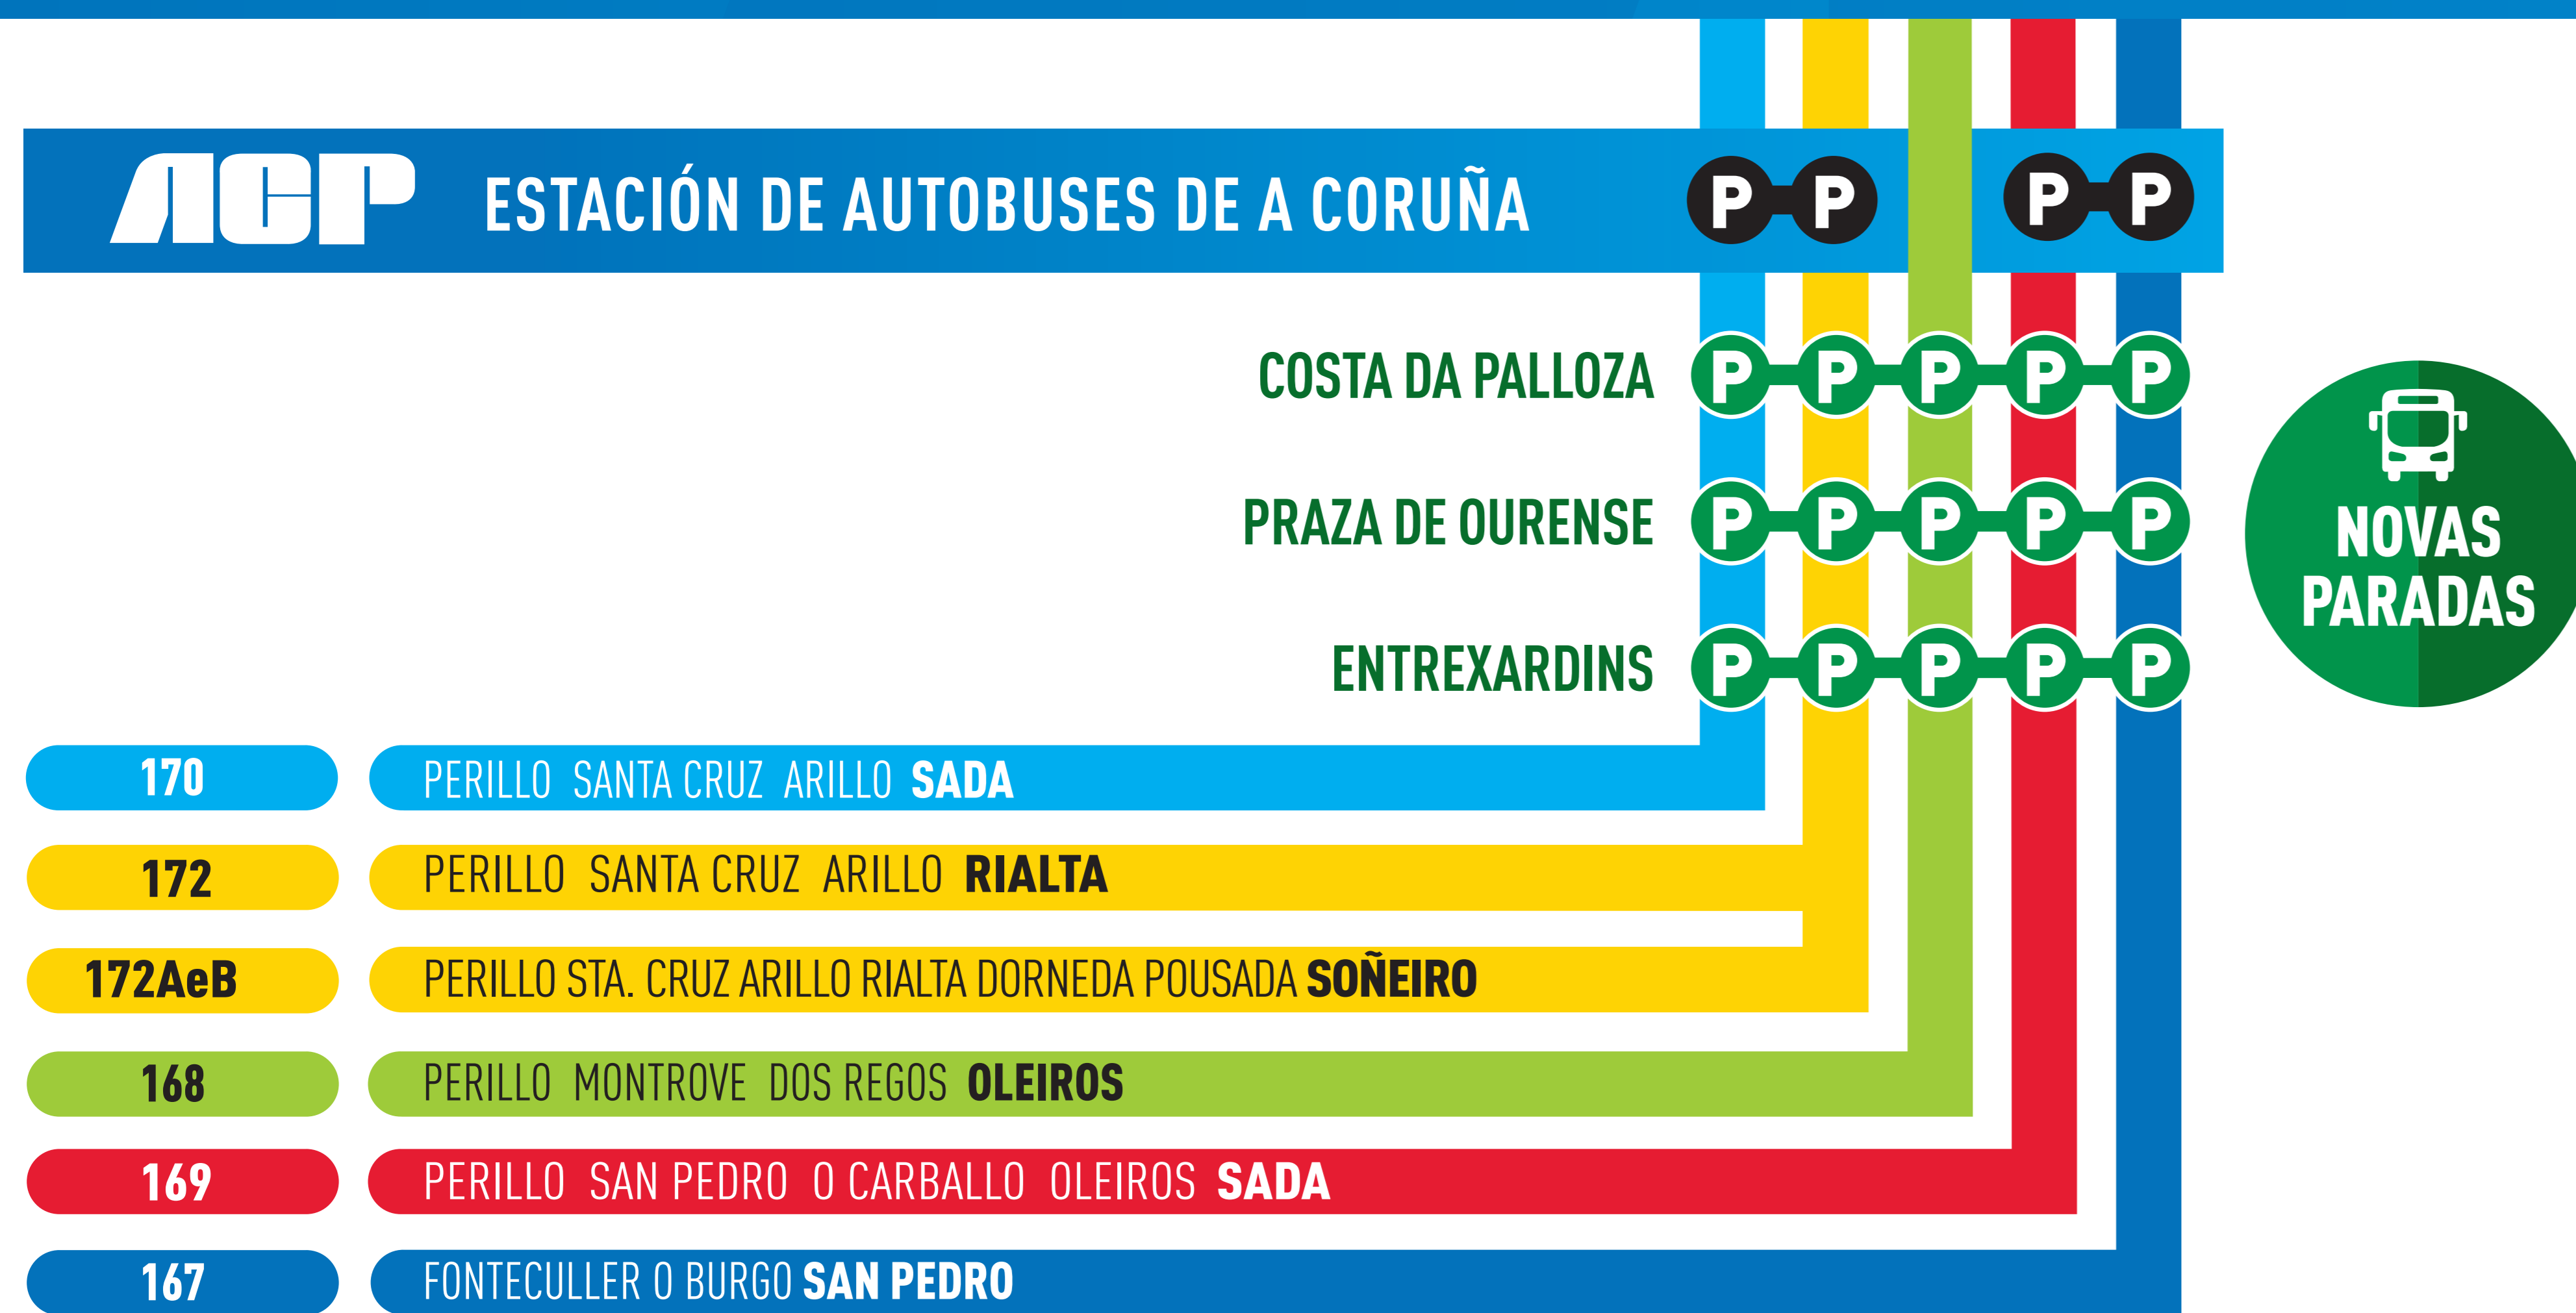 ACP ESTACIÓN DE AUTOBUSES DE A CORUÑA P P P P
COSTA DA PALLOZA P P P P P
PRAZA DE OURENSE P P P P P
ENTREXARDINS P P P P P
NOVAS
PARADAS
170 PERILLO SANTA CRUZ ARILLO SADA
172 PERILLO SANTA CRUZ ARILLO RIALTA
172AeB PERILLO STA. CRUZ ARILLO RIALTA DORNEDA POUSADA SOÑEIRO
168 PERILLO MONTROVE DOS REGOS OLEIROS
169 PERILLO SAN PEDRO O CARBALLO OLEIROS SADA
167 FONTECULLER O BURGO SAN PEDRO